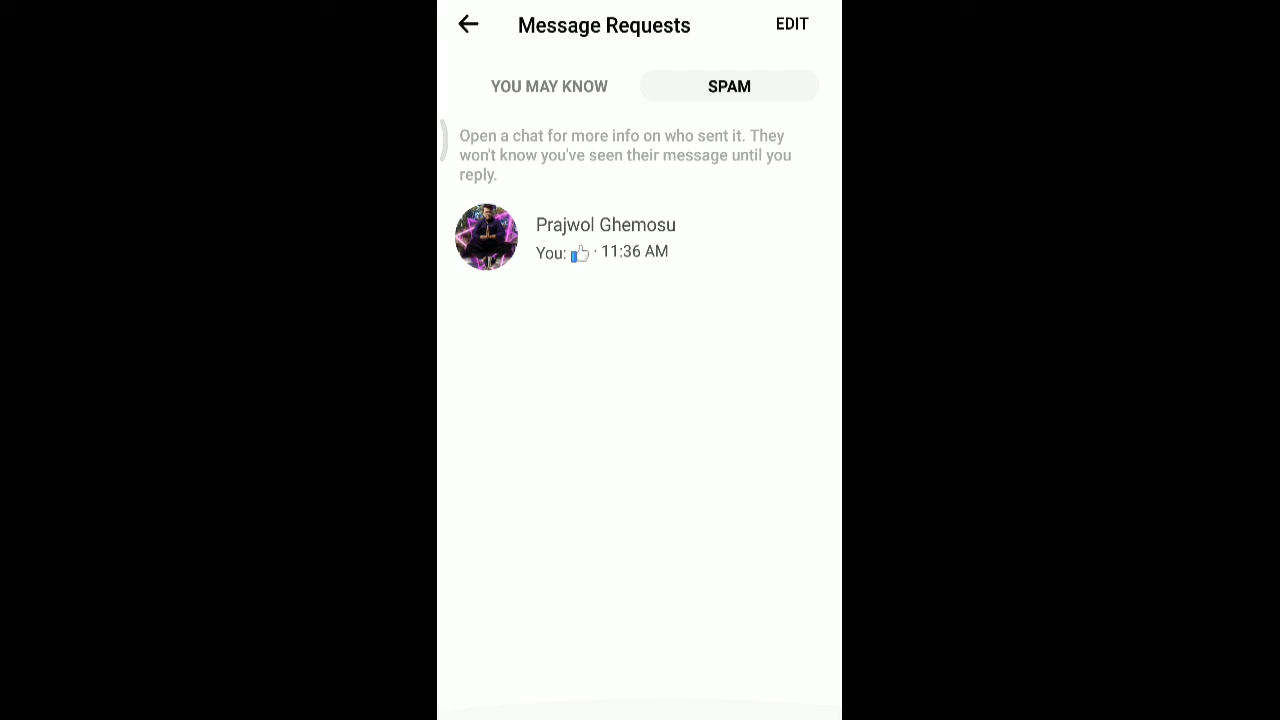 Message Requests
EDIT
YOU MAY KNOW
SPAM
Open a chat for more info on who sent it. They
won't know you've seen their message until you
reply.
Prajwol Ghemosu
You: 👍 · 11:36 AM